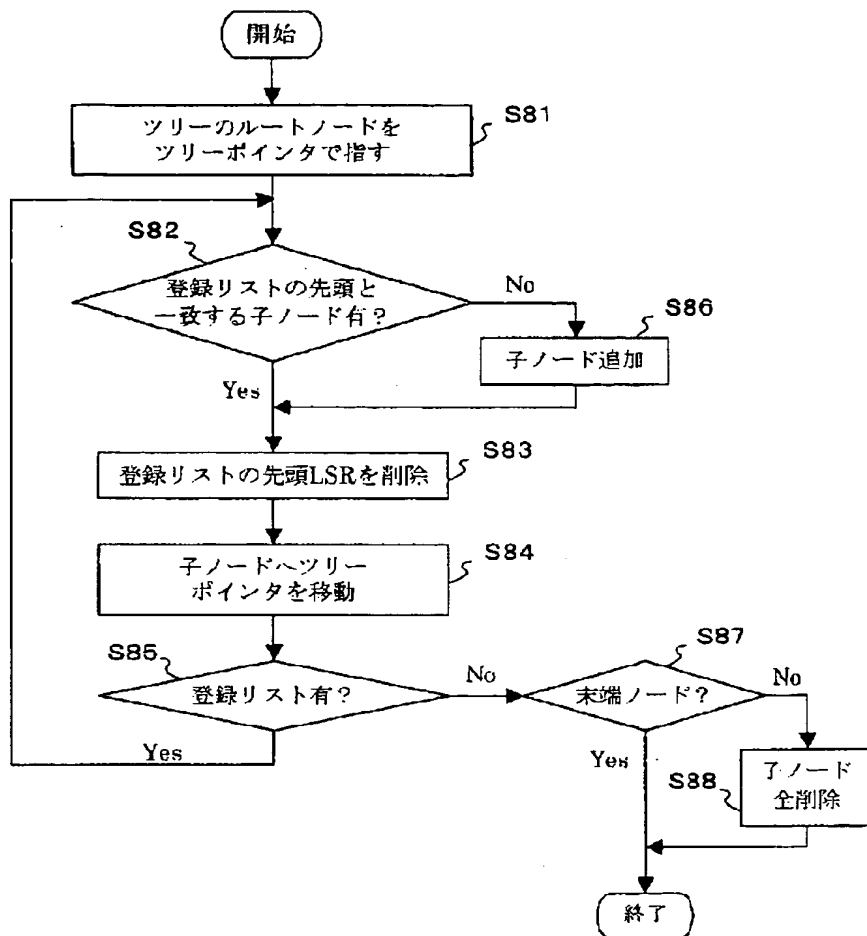 開始
S81
ツリーのルートノードを
ツリーポインタで指す
S82
登録リストの先頭と
一致する子ノード有？
No
S86
子ノード追加
Yes
S83
登録リストの先頭LSRを削除
S84
子ノードへツリー
ポインタを移動
S85
登録リスト有？
No
Yes
S87
末端ノード？
No
Yes
S88
子ノード
全削除
終了